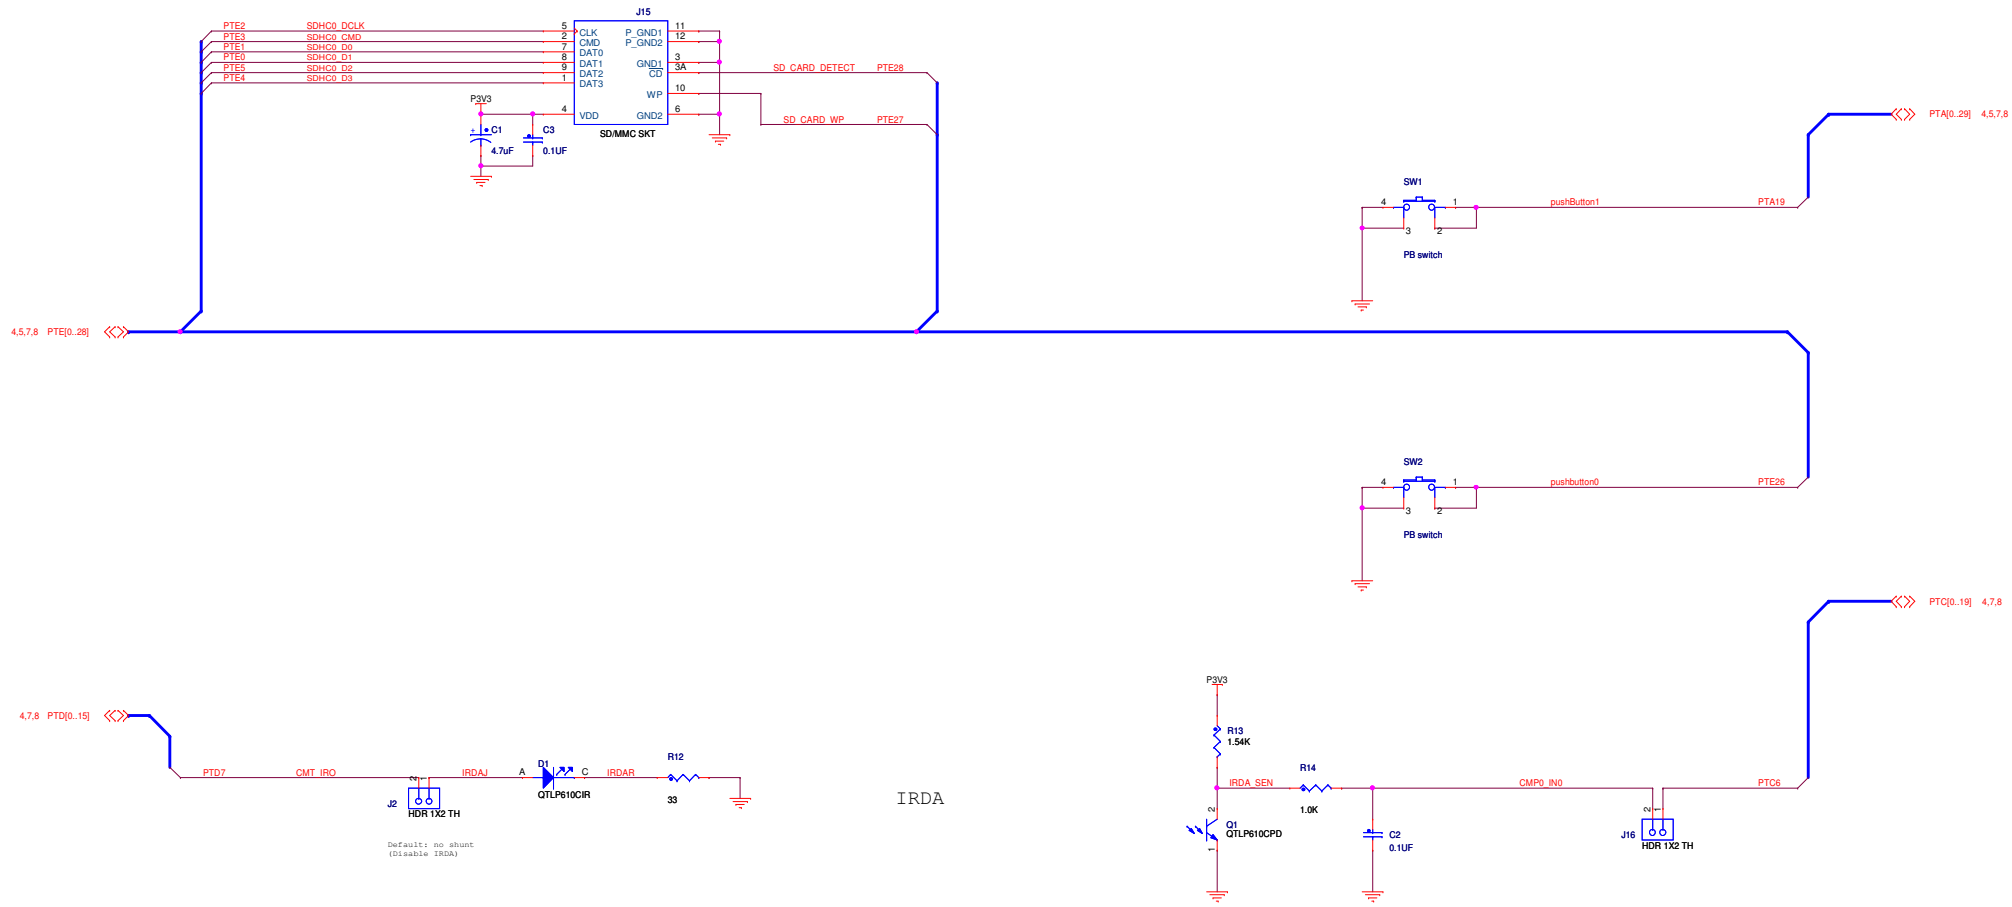 J15
PTE2 SDHC0_DCLK 5 CLK P_GND1 11
PTE3 SDHC0_CMD 2 CMD P_GND2 12
PTE1 SDHC0_D0 7 DAT0
PTE0 SDHC0_D1 8 DAT1 GND1 3
PTE5 SDHC0_D2 9 DAT2 CD 3A SD_CARD_DETECT PTE28
PTE4 SDHC0_D3 1 DAT3
WP 10
P3V3
4 VDD GND2 6
SD_CARD_WP PTE27
SD/MMC SKT
+ C1 C3
4.7uF 0.1UF
PTA[0..29] 4,5,7,8
SW1
4 1 pushButton1 PTA19
3 2
PB switch
4,5,7,8 PTE[0..28]
SW2
4 1 pushbutton0 PTE26
3 2
PB switch
PTC[0..19] 4,7,8
4,7,8 PTD[0..15]
PTD7 CMT_IRO 2 1 IRDAJ A D1 C IRDAR R12
QTLP610CIR 33
J2
HDR 1X2 TH
Default: no shunt
(Disable IRDA)
IRDA
P3V3
R13
1.54K
IRDA_SEN R14 CMP0_IN0 PTC6
1.0K
2 Q1
QTLP610CPD
1
C2
0.1UF
2 1
J16
HDR 1X2 TH